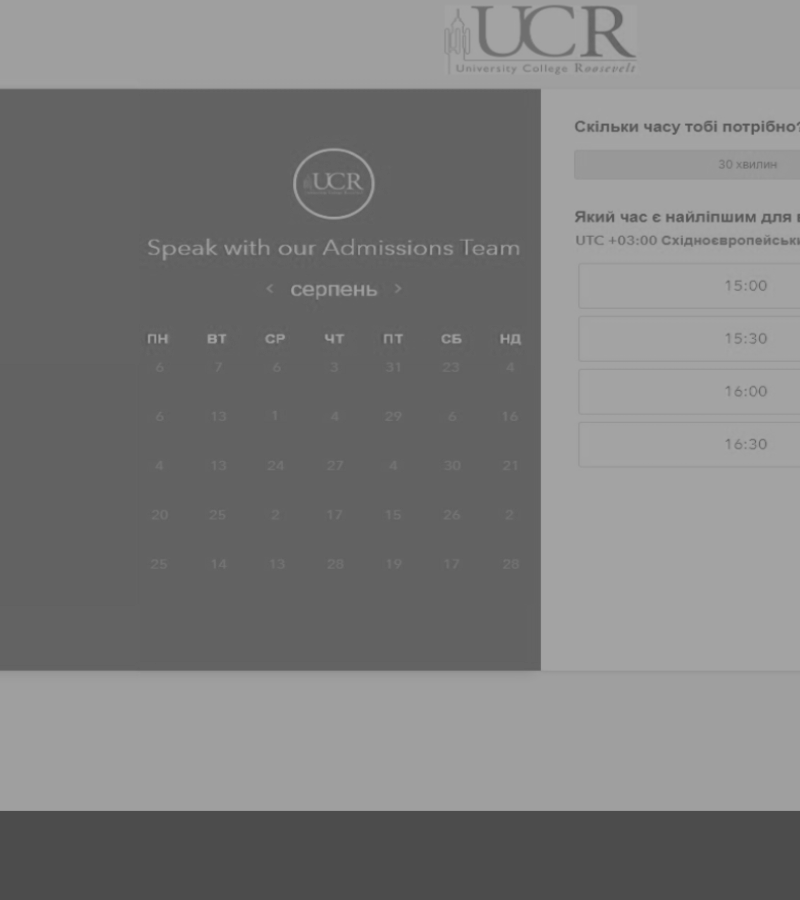 UCR
University College Roosevelt
UCR
Speak with our Admissions Team
< серпень >
ПН ВТ СР ЧТ ПТ СБ НД
6 7 6 3 31 23 4
6 13 1 4 29 6 16
4 13 24 27 4 30 21
20 25 2 17 15 26 2
25 14 13 28 19 17 28
Скільки часу тобі потрібно?
30 хвилин
Який час є найліпшим для
UTC +03:00
15:00
15:30
16:00
16:30